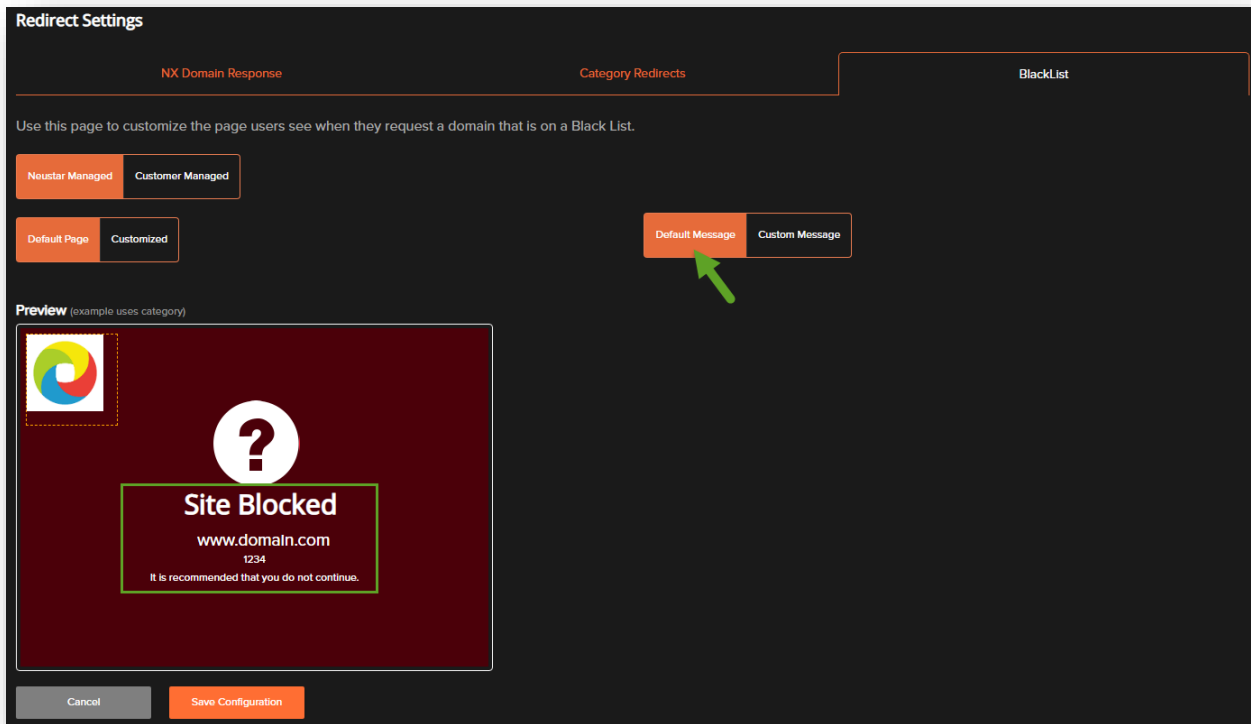 Redirect Settings
NX Domain Response
Category Redirects
BlackList
Use this page to customize the page users see when they request a domain that is on a Black List.
Neustar Managed
Customer Managed
Default Page
Customized
Default Message
Custom Message
Preview (example uses category)
?
Site Blocked
www.domain.com
1234
It is recommended that you do not continue.
Cancel
Save Configuration